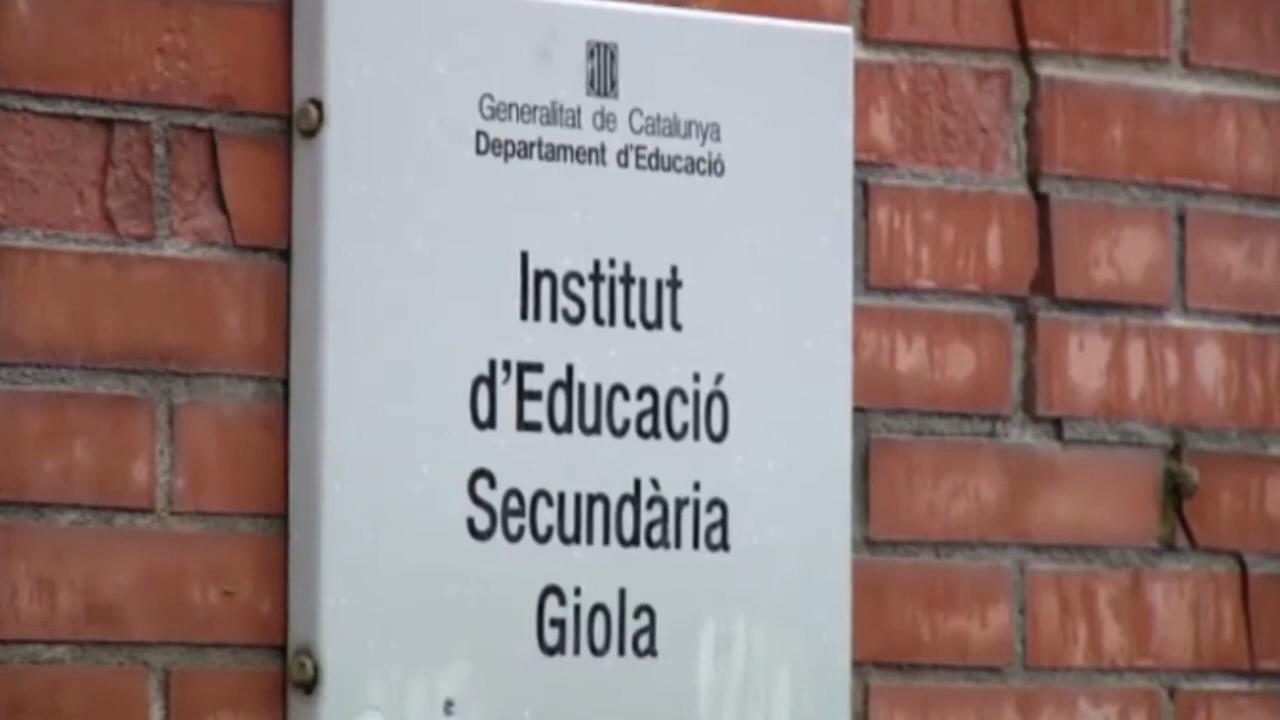 Generalitat de Catalunya
Departament d'Educació
Institut
d'Educació
Secundària
Giola